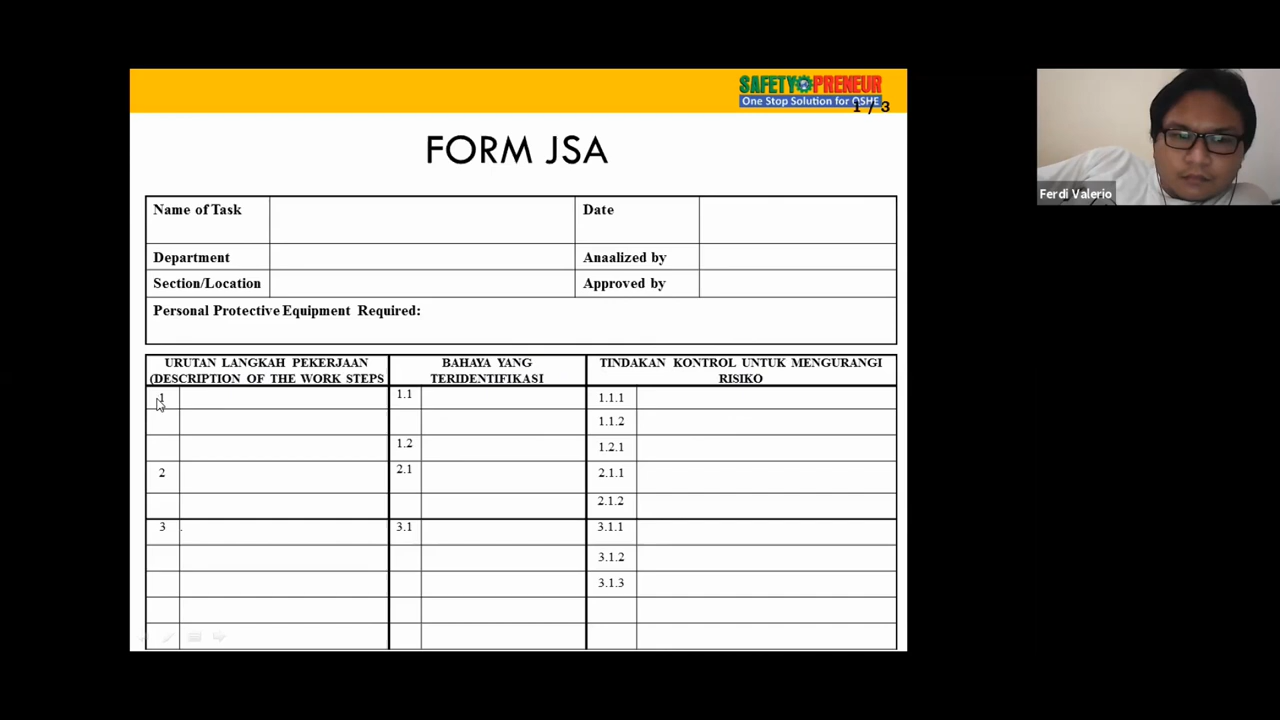 SAFETYPRENEUR
One Stop Solution for OSHE
1 / 3
FORM JSA
Name of Task
Date
Department
Anaalized by
Section/Location
Approved by
Personal Protective Equipment Required:
URUTAN LANGKAH PEKERJAAN
(DESCRIPTION OF THE WORK STEPS
BAHAYA YANG
TERIDENTIFIKASI
TINDAKAN KONTROL UNTUK MENGURANGI
RISIKO
1 1.1 1.1.1
1.1.2
1.2 1.2.1
2 2.1 2.1.1
2.1.2
3 . 3.1 3.1.1
3.1.2
3.1.3
Ferdi Valerio